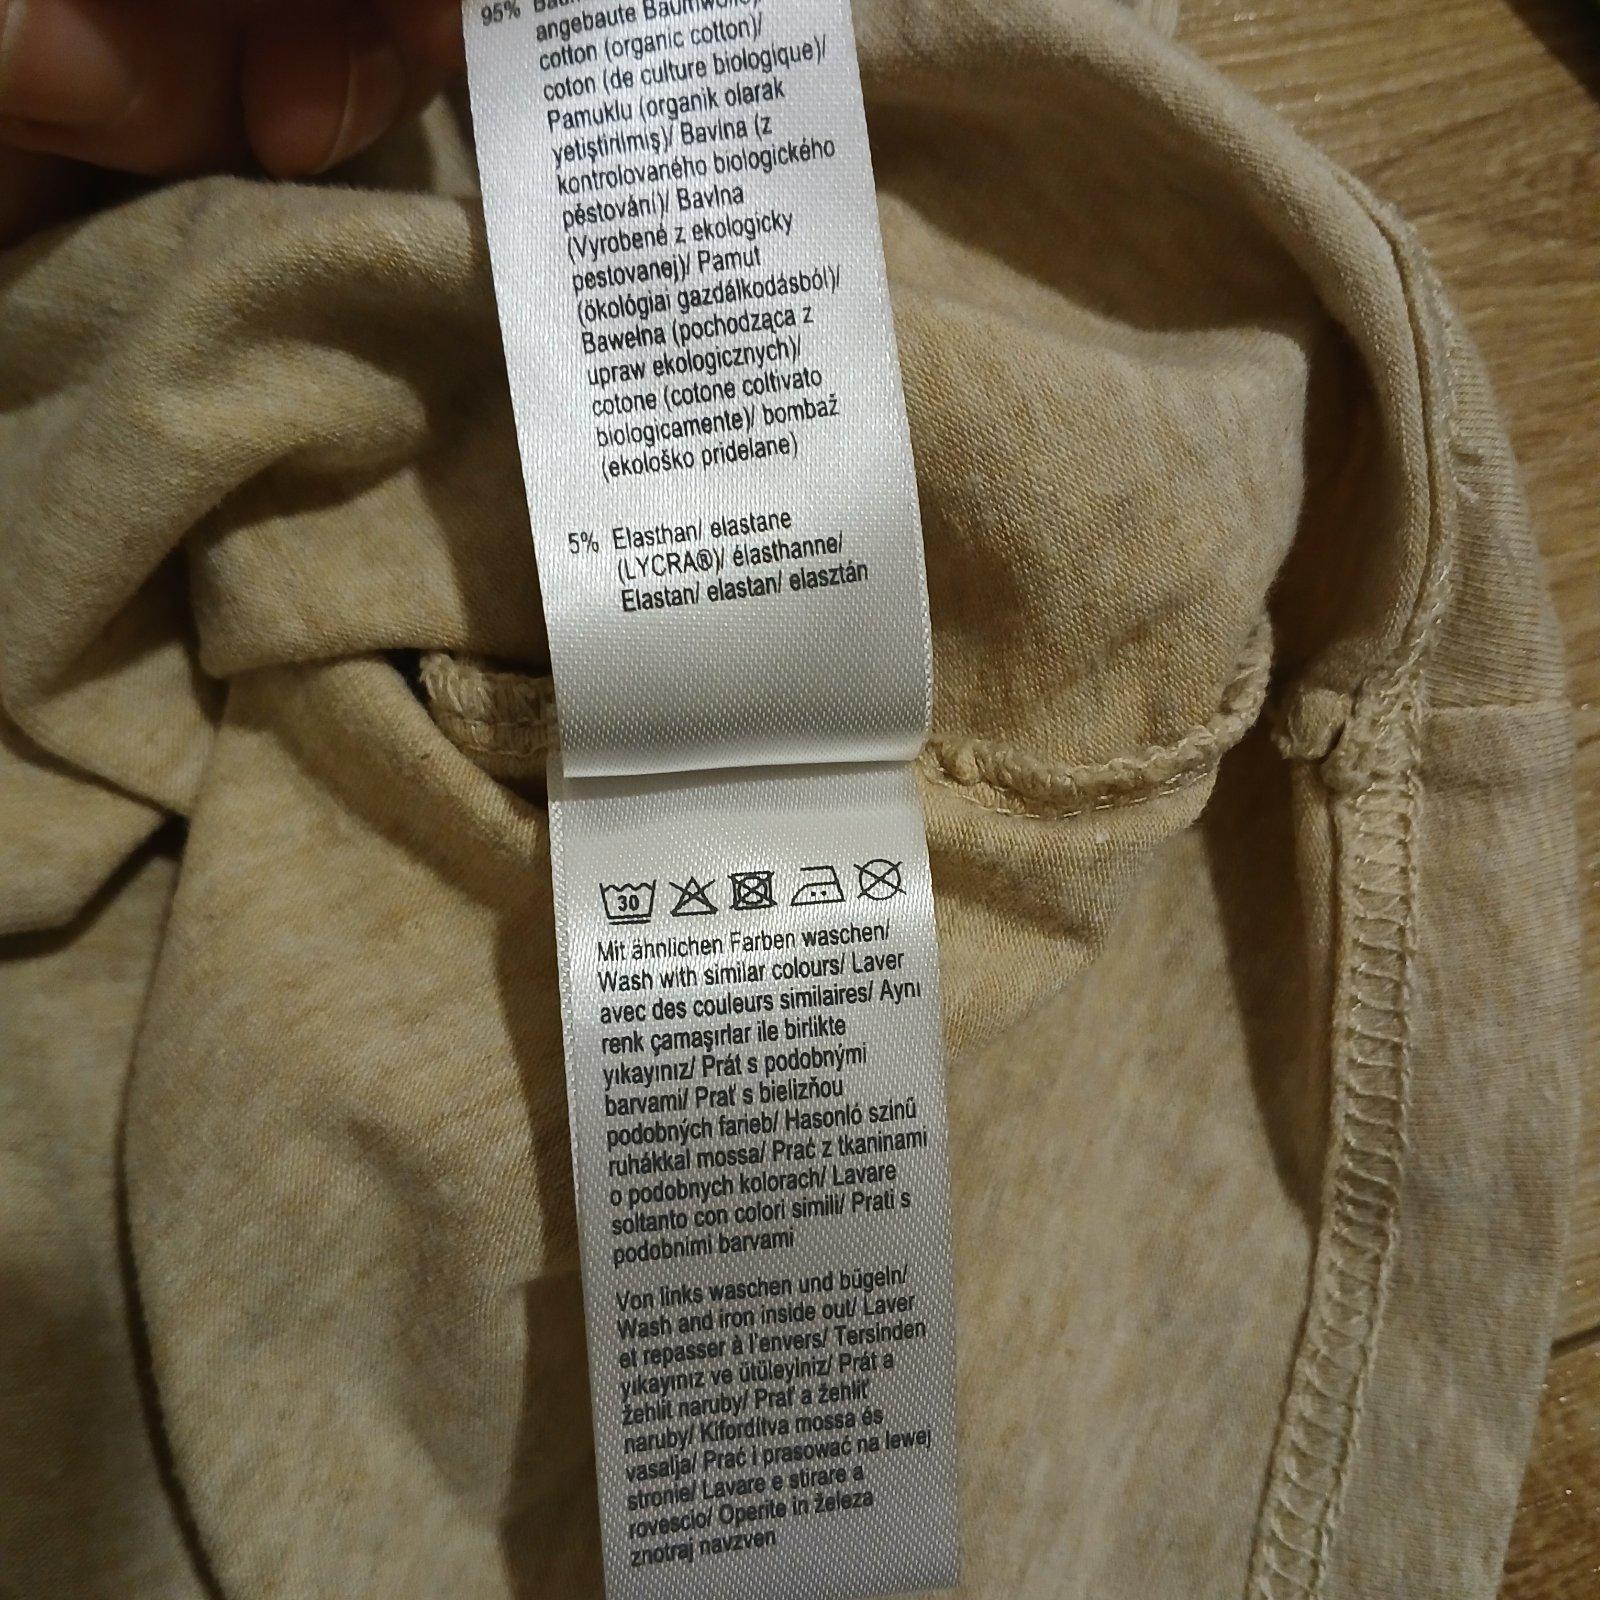 95%
angebaute Baumwolle)/
cotton (organic cotton)/
coton (de culture biologique)/
Pamuklu (organik olarak
yetiştirilmiş)/ Bavlna (z
kontrolovaného biologického
pěstování)/ Bavlna
(Vyrobené z ekologicky
pestovanej)/ Pamut
(ökológiai gazdálkodásból)/
Bawełna (pochodząca z
upraw ekologicznych)/
cotone (cotone coltivato
biologicamente)/ bombaž
(ekološko pridelane)
5% Elasthan/ elastane
(LYCRA®)/ élasthanne/
Elastan/ elastan/ elasztán
30
Mit ähnlichen Farben waschen/
Wash with similar colours/ Laver
avec des couleurs similaires/ Aynı
renk çamaşırlar ile birlikte
yıkayınız/ Prát s podobnými
barvami/ Prať s bielizňou
podobných farieb/ Hasonló színű
ruhákkal mossa/ Prać z tkaninami
o podobnych kolorach/ Lavare
soltanto con colori simili/ Prati s
podobnimi barvami
Von links waschen und bügeln/
Wash and iron inside out/ Laver
et repasser à l'envers/ Tersinden
yıkayınız ve ütüleyiniz/ Prát a
žehlit naruby/ Prať a žehliť
naruby/ Kifordítva mossa és
vasalja/ Prać i prasować na lewej
stronie/ Lavare e stirare a
rovescio/ Operite in železa
znotraj navzven